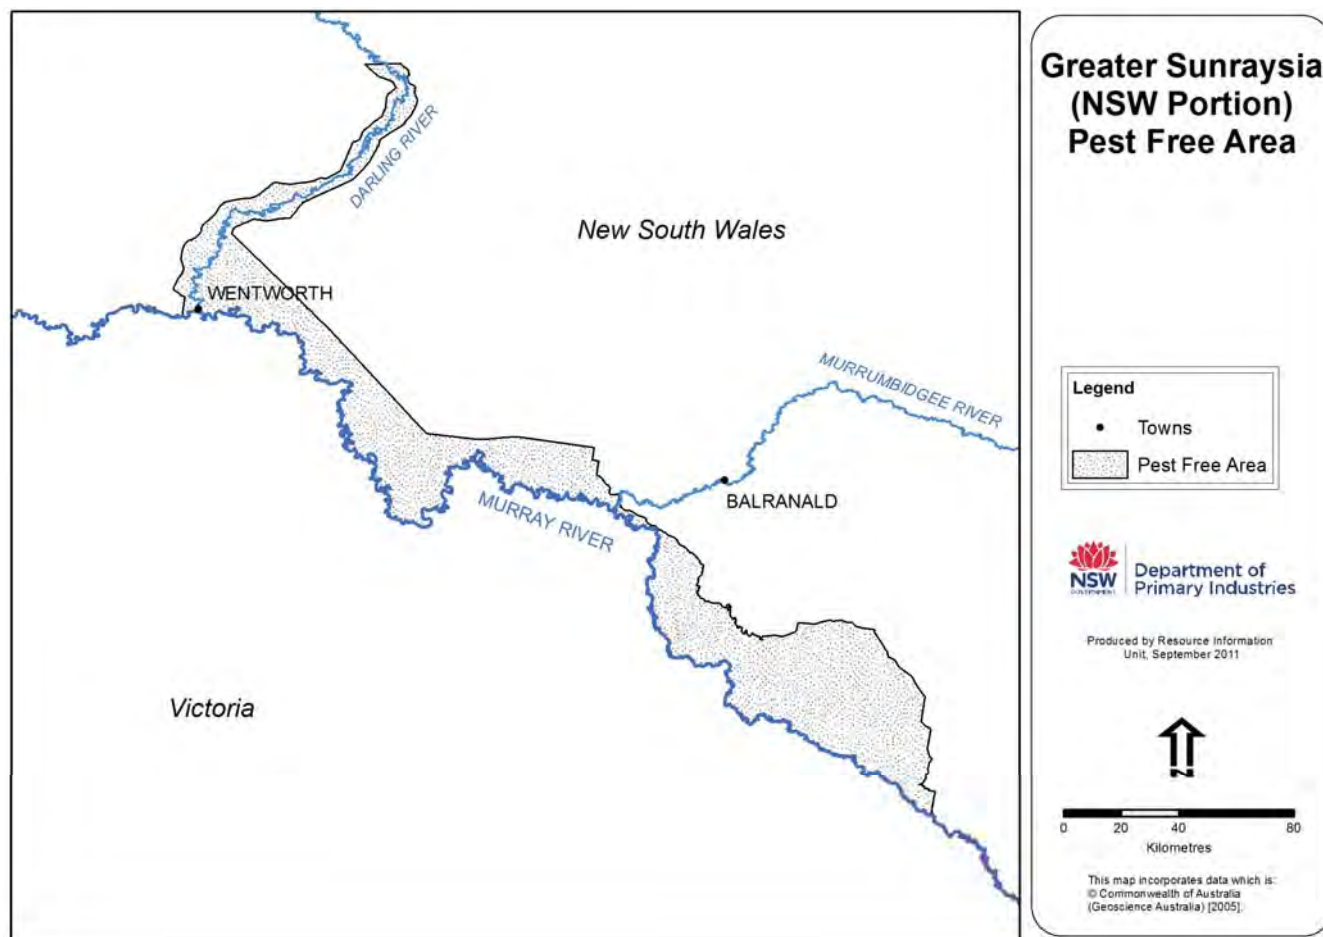 Greater Sunraysia
(NSW Portion)
Pest Free Area
DARLING RIVER
New South Wales
WENTWORTH
MURRUMBIDGEE RIVER
BALRANALD
MURRAY RIVER
Victoria
Legend
Towns
Pest Free Area
NSW
GOVERNMENT
Department of
Primary Industries
Produced by Resource Information
Unit, September 2011
N
0 20 40 80
Kilometres
This map incorporates data which is:
© Commonwealth of Australia
(Geoscience Australia) [2005].